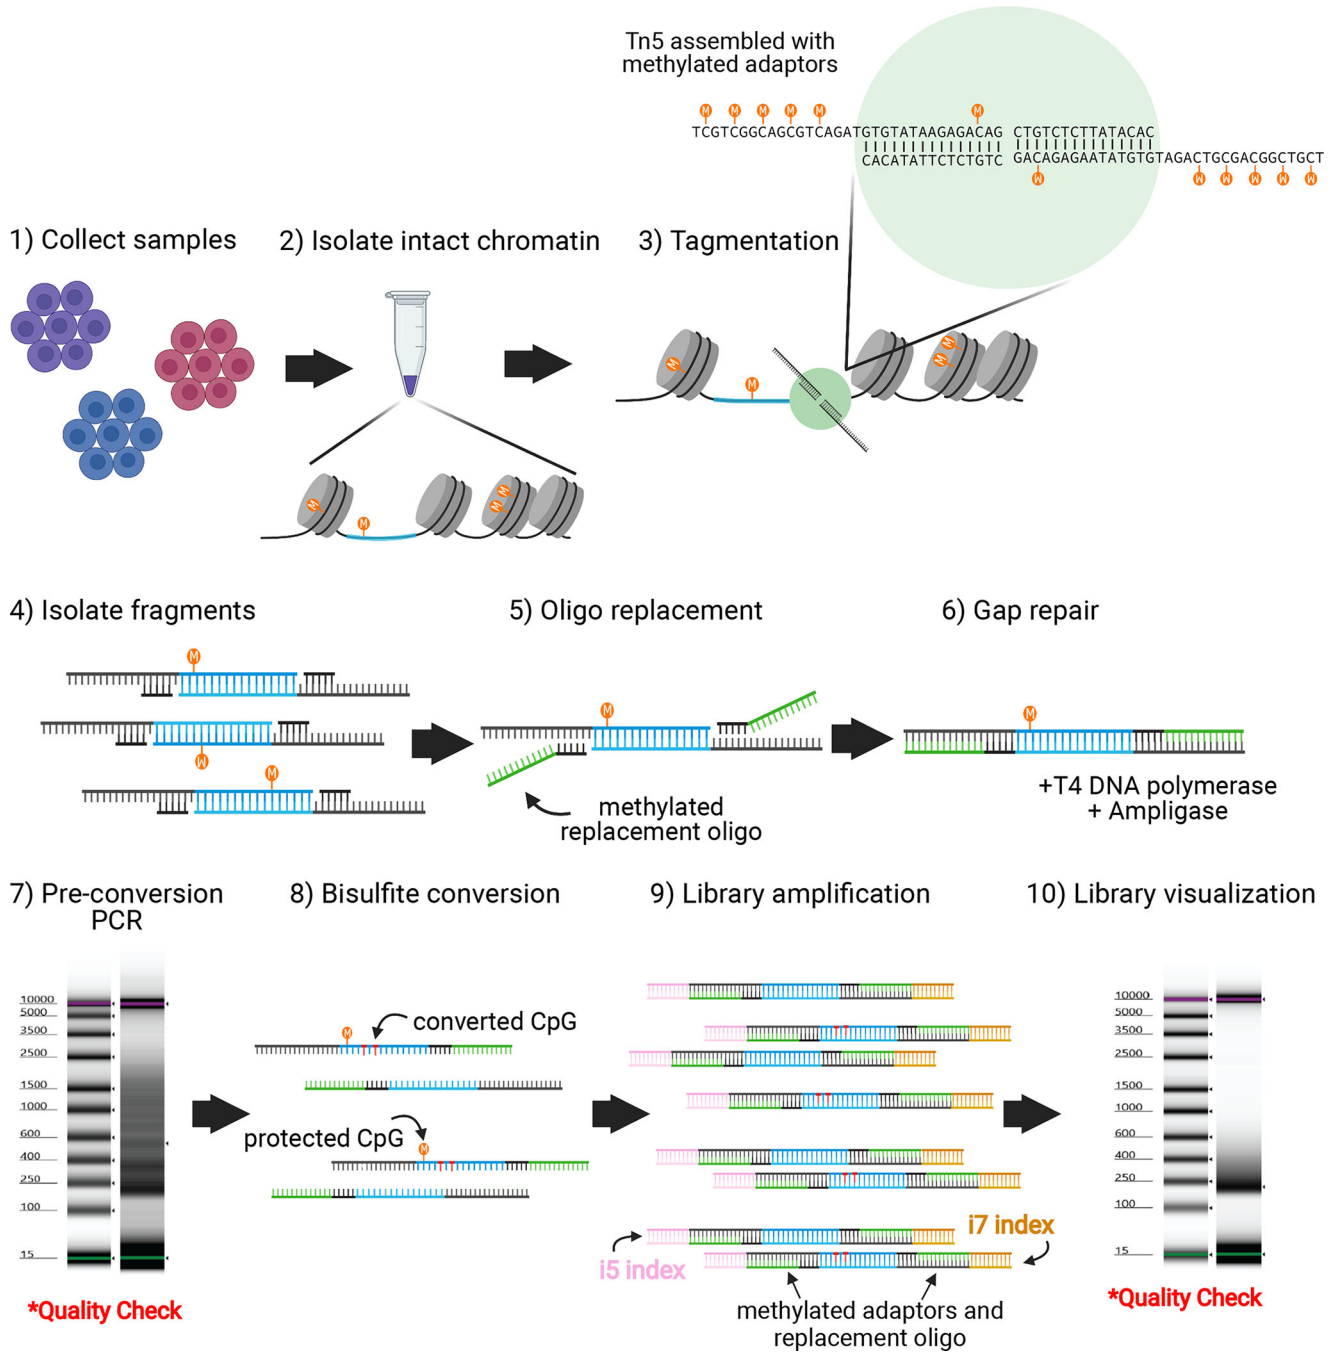 Tn5 assembled with
methylated adaptors
M M M M M M
TCGTCGGCAGCGTCAGATGTGTATAAGAGACAG CTGTCTCTTATACAC
CACATATTCTCTGTC GACAGAGAATATGTGTAGACTGCGACGGCTGCT
M M M M M M
1) Collect samples
2) Isolate intact chromatin
3) Tagmentation
M M M M
M M M M
4) Isolate fragments
5) Oligo replacement
6) Gap repair
M
M
M
M
M
methylated
replacement oligo
+T4 DNA polymerase
+ Ampligase
7) Pre-conversion
PCR
8) Bisulfite conversion
9) Library amplification
10) Library visualization
10000
5000
3500
2500
1500
1000
600
400
250
100
15
*Quality Check
M
converted CpG
protected CpG
M
i5 index
i7 index
methylated adaptors and
replacement oligo
10000
5000
3500
2500
1500
1000
600
400
250
100
15
*Quality Check